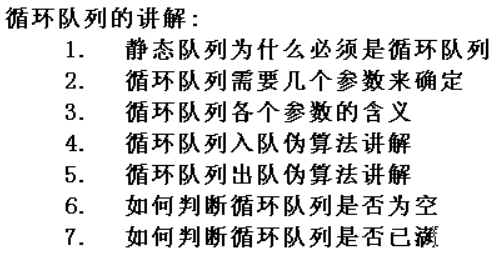 循环队列的讲解:
1. 静态队列为什么必须是循环队列
2. 循环队列需要几个参数来确定
3. 循环队列各个参数的含义
4. 循环队列入队伪算法讲解
5. 循环队列出队伪算法讲解
6. 如何判断循环队列是否为空
7. 如何判断循环队列是否已满